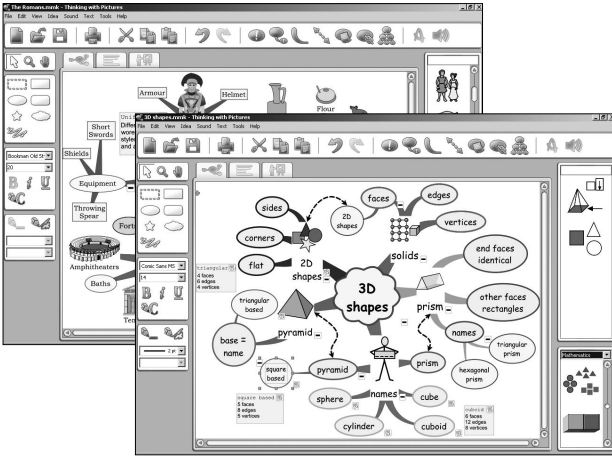 The Romans.mmk - Thinking with Pictures
File Edit View Idea Sound Text Tools Help
Armour
Helmet
Flour
Short
Swords
Shields
Equipment
Throwing
Spear
Amphitheaters
Baths
Bookman Old St
20
B i U
3D shapes.mmk - Thinking with Pictures
File Edit View Idea Sound Text Tools Help
Comic Sans MS
14
B i U
2 pt
sides
corners
flat
2D
shapes
2D
shapes
faces
edges
vertices
solids
end faces
identical
other faces
rectangles
prism
names
triangular
prism
hexagonal
prism
3D
shapes
triangular
4 faces
6 edges
4 vertices
triangular
based
base =
name
pyramid
square
based
pyramid
prism
square based
5 faces
8 edges
5 vertices
names
sphere
cube
cylinder
cuboid
cuboid
6 faces
12 edges
8 vertices
Mathematics